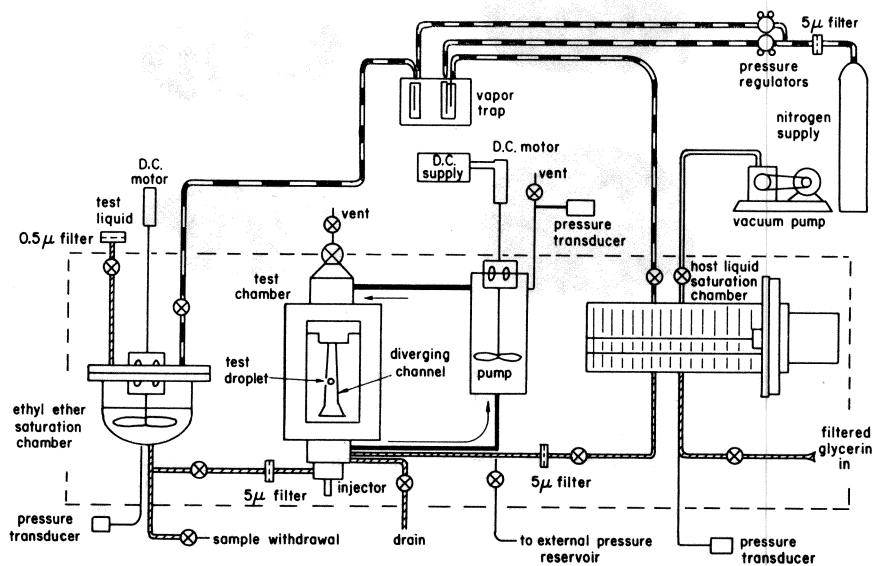 5μ filter
pressure
regulators
nitrogen
supply
vapor
trap
D.C. motor
D.C.
supply
vent
pressure
transducer
vacuum pump
D.C.
motor
test
liquid
0.5μ filter
vent
test
chamber
host liquid
saturation
chamber
test
droplet
diverging
channel
pump
ethyl ether
saturation
chamber
filtered
glycerin
in
5μ filter
injector
5μ filter
pressure
transducer
sample withdrawal
drain
to external pressure
reservoir
pressure
transducer